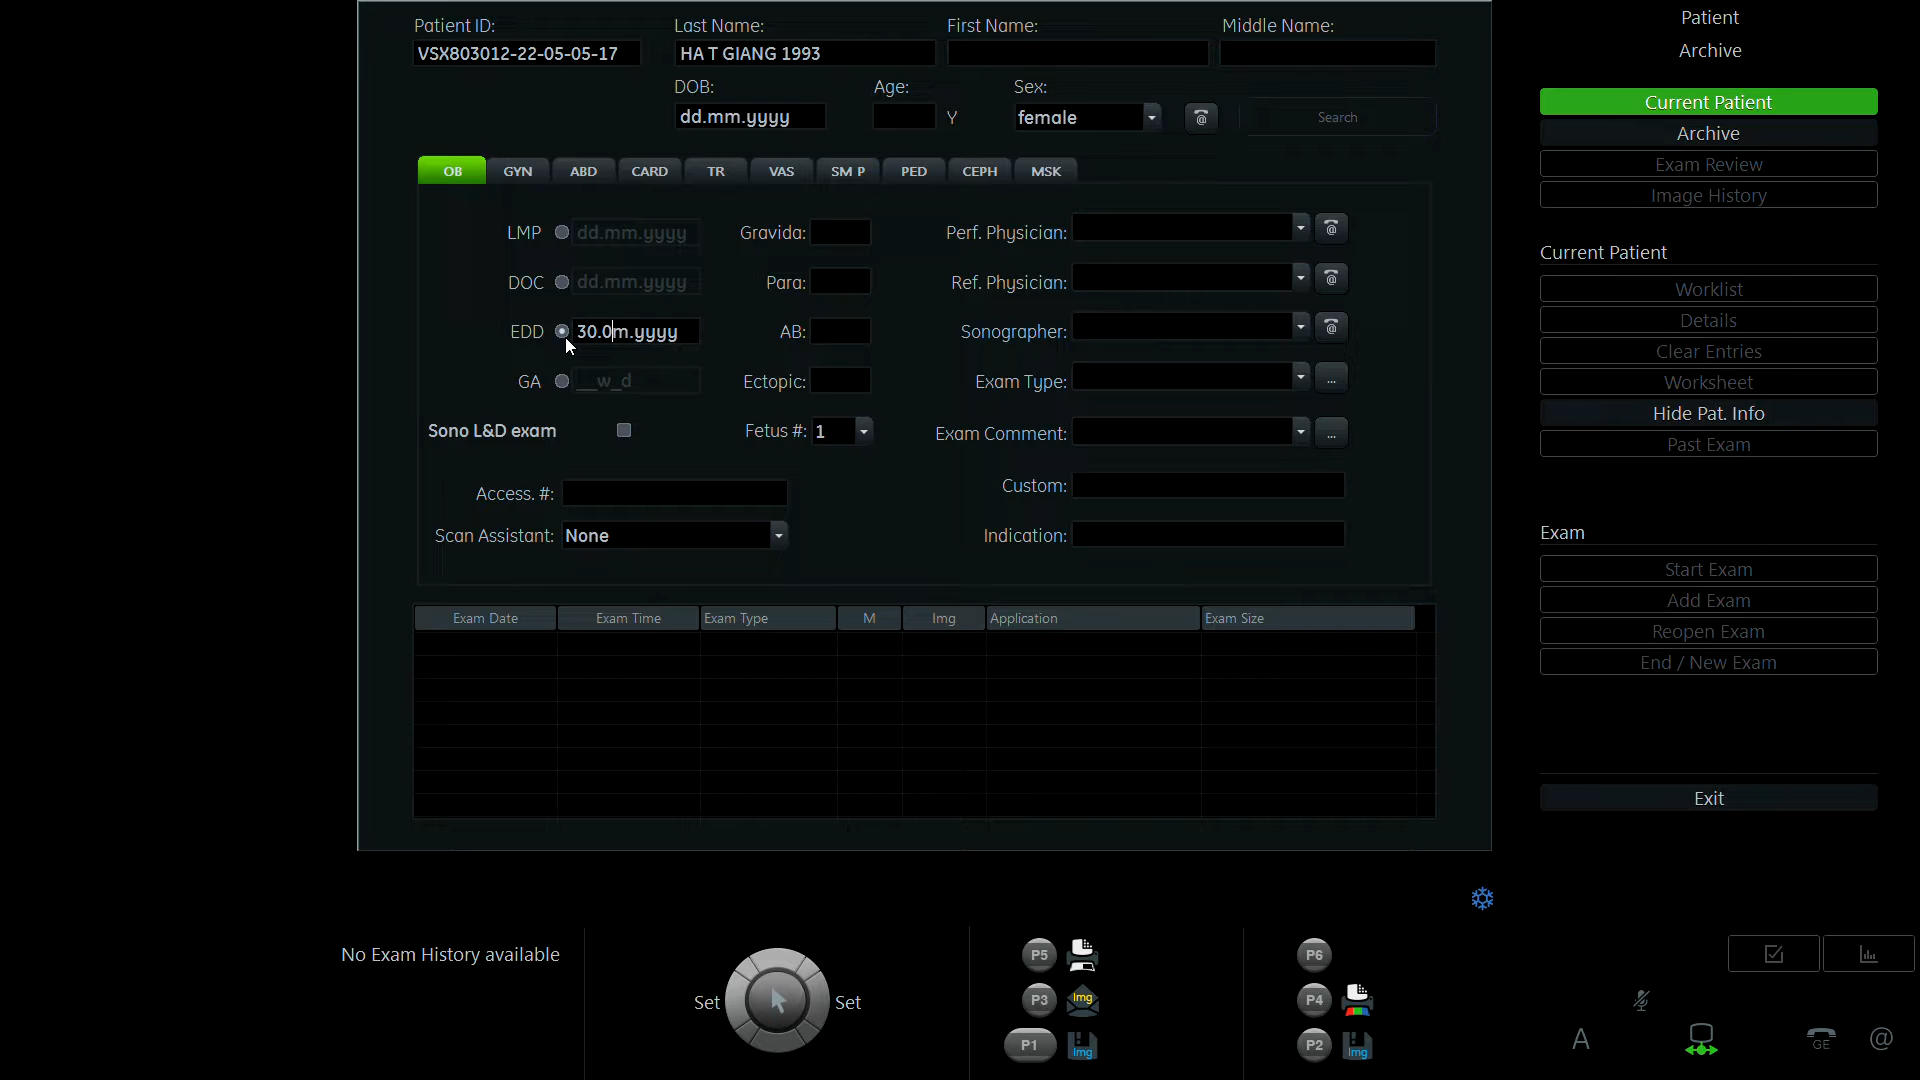 Patient ID: Last Name: First Name: Middle Name:
VSX803012-22-05-05-17 HA T GIANG 1993
DOB: Age: Sex:
dd.mm.yyyy Y female Search
OB GYN ABD CARD TR VAS SM P PED CEPH MSK
LMP dd.mm.yyyy Gravida: Perf. Physician:
DOC dd.mm.yyyy Para: Ref. Physician:
EDD 30.0m.yyyy AB: Sonographer:
GA __w_d Ectopic: Exam Type: ...
Sono L&D exam Fetus #: 1 Exam Comment: ...
Access. #: Custom:
Scan Assistant: None Indication:
Exam Date Exam Time Exam Type M Img Application Exam Size
Patient
Archive
Current Patient
Archive
Exam Review
Image History
Current Patient
Worklist
Details
Clear Entries
Worksheet
Hide Pat. Info
Past Exam
Exam
Start Exam
Add Exam
Reopen Exam
End / New Exam
Exit
No Exam History available
Set Set
P5 P6
P3 Img P4
P1 Img P2 Img
A GE @